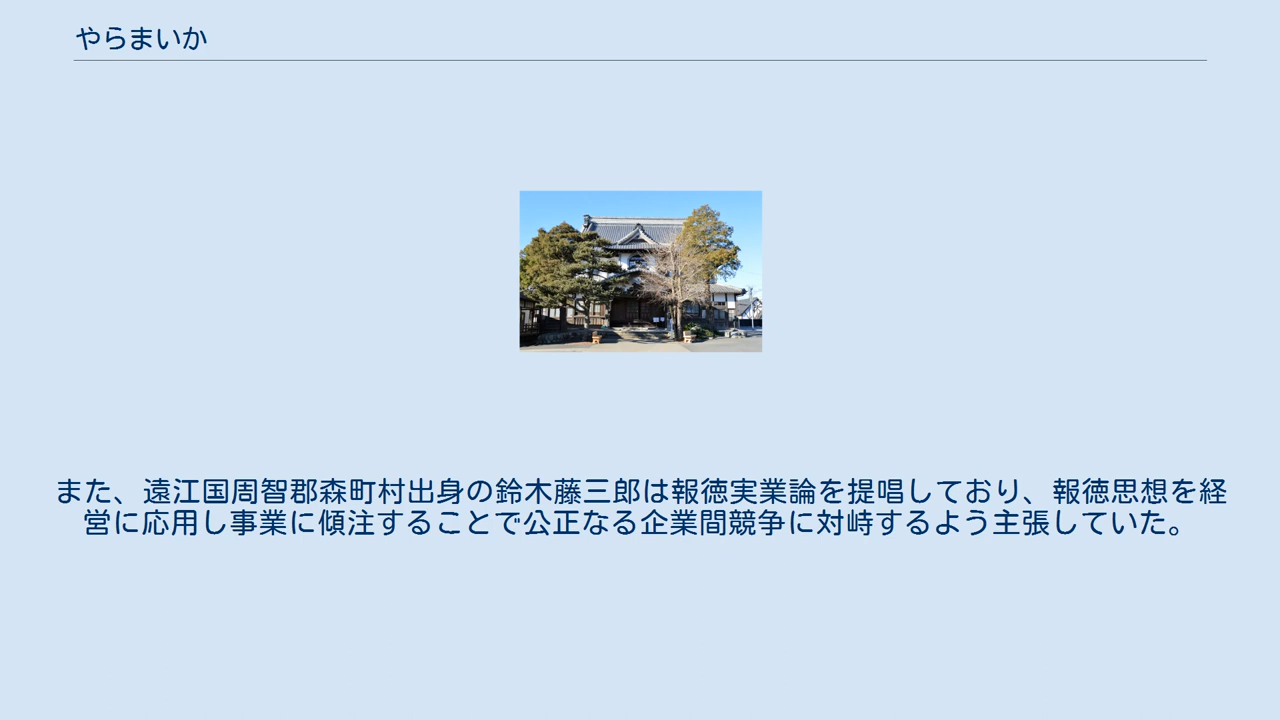 やらまいか
また、遠江国周智郡森町村出身の鈴木藤三郎は報徳実業論を提唱しており、報徳思想を経
営に応用し事業に傾注することで公正なる企業間競争に対峙するよう主張していた。